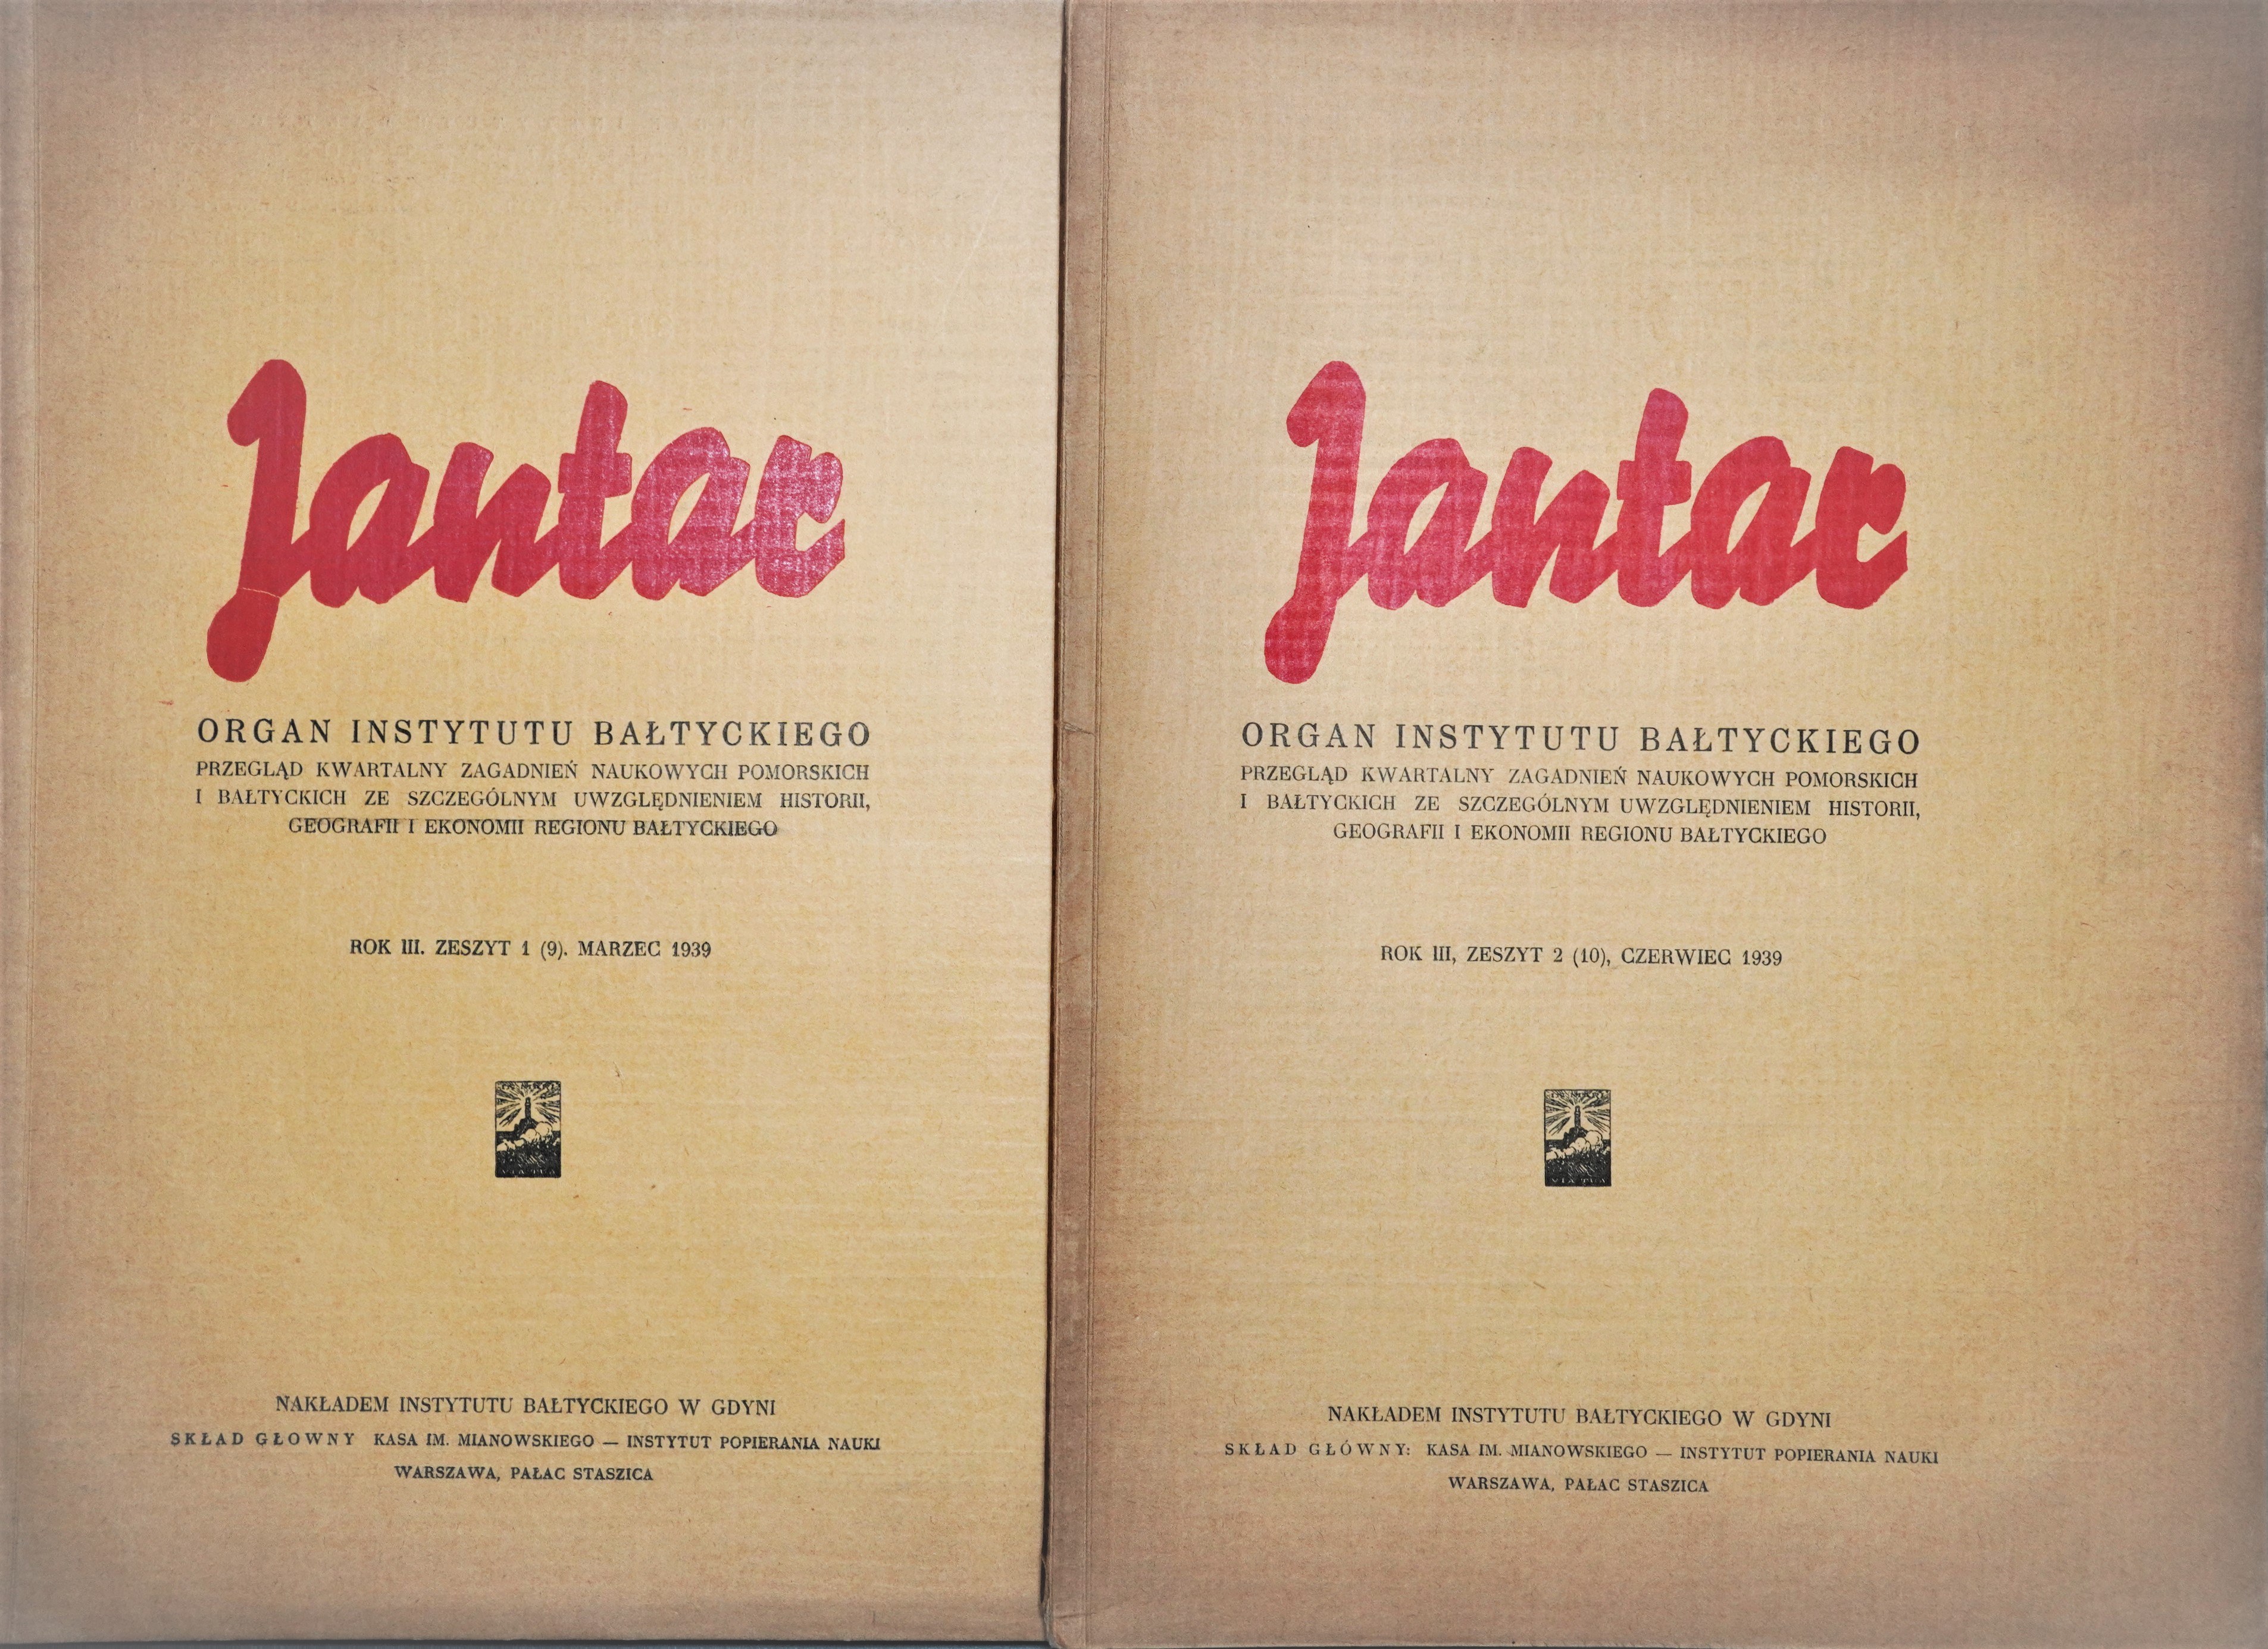 Jantar
ORGAN INSTYTUTU BAŁTYCKIEGO
PRZEGLĄD KWARTALNY ZAGADNIEŃ NAUKOWYCH POMORSKICH
I BAŁTYCKICH ZE SZCZEGÓLNYM UWZGLĘDNIENIEM HISTORII,
GEOGRAFII I EKONOMII REGIONU BAŁTYCKIEGO
ROK III. ZESZYT 1 (9). MARZEC 1939
VIA TUA
NAKŁADEM INSTYTUTU BAŁTYCKIEGO W GDYNI
SKŁAD GŁOWNY KASA IM. MIANOWSKIEGO — INSTYTUT POPIERANIA NAUKI
WARSZAWA, PAŁAC STASZICA
Jantar
ORGAN INSTYTUTU BAŁTYCKIEGO
PRZEGLĄD KWARTALNY ZAGADNIEŃ NAUKOWYCH POMORSKICH
I BAŁTYCKICH ZE SZCZEGÓLNYM UWZGLĘDNIENIEM HISTORII,
GEOGRAFII I EKONOMII REGIONU BAŁTYCKIEGO
ROK III, ZESZYT 2 (10), CZERWIEC 1939
VIA TUA
NAKŁADEM INSTYTUTU BAŁTYCKIEGO W GDYNI
SKŁAD GŁÓWNY: KASA IM. MIANOWSKIEGO — INSTYTUT POPIERANIA NAUKI
WARSZAWA, PAŁAC STASZICA